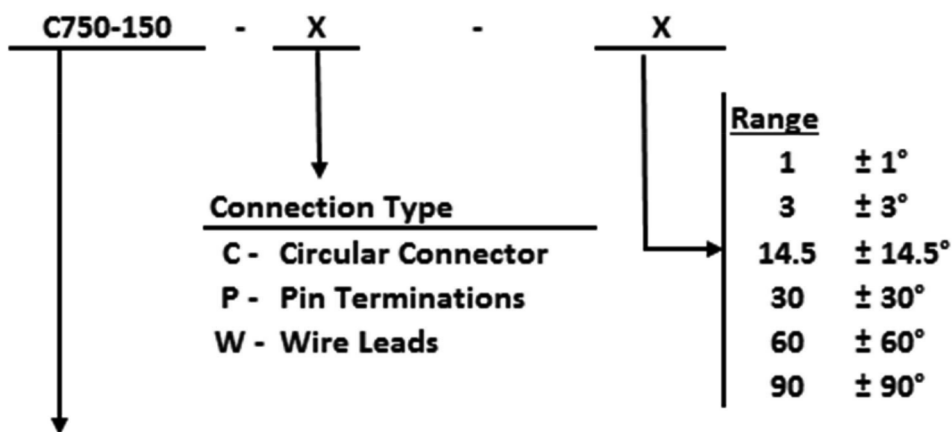 C750-150 - X - X
Range
1 ± 1°
3 ± 3°
14.5 ± 14.5°
30 ± 30°
60 ± 60°
90 ± 90°
Connection Type
C - Circular Connector
P - Pin Terminations
W - Wire Leads